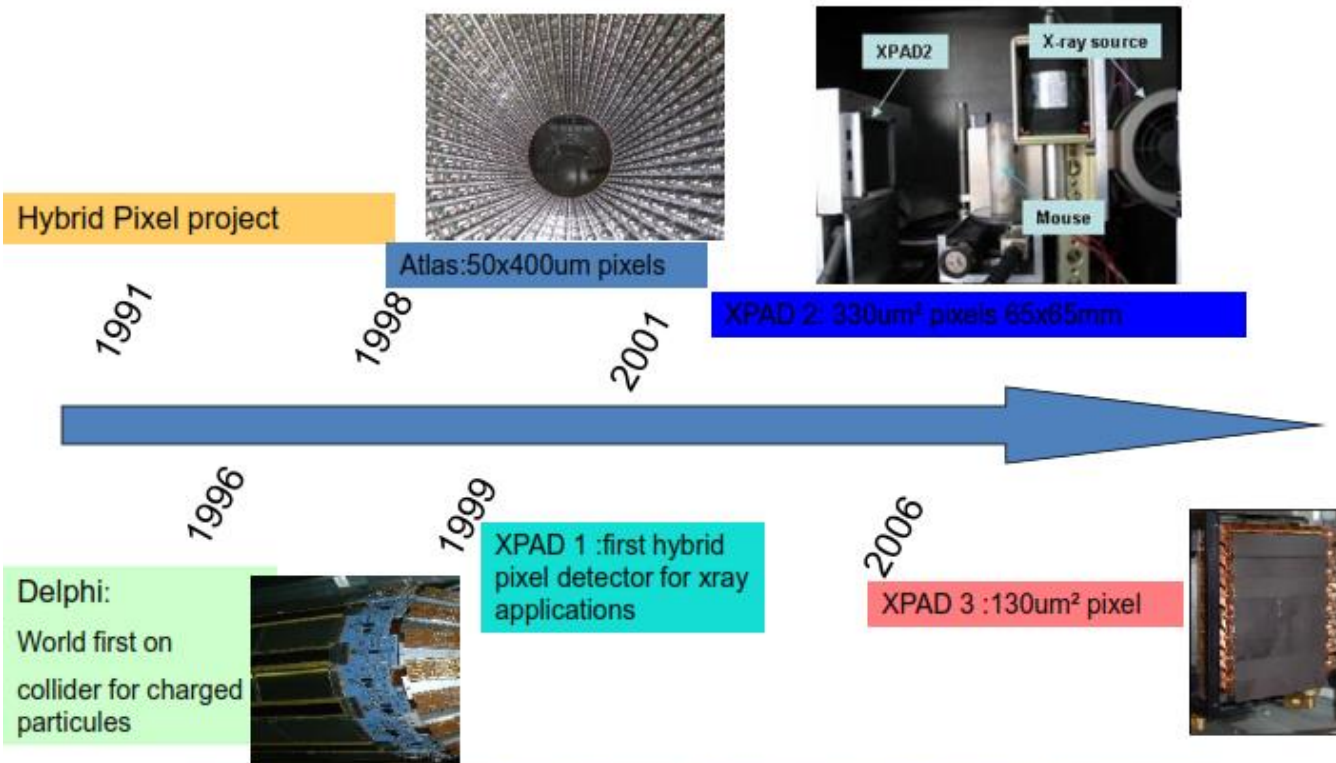 XPAD2
X-ray source
Mouse
Hybrid Pixel project
Atlas:50x400um pixels
XPAD 2: 330um² pixels 65x65mm
1991
1998
2001
1996
1999
2006
XPAD 1 :first hybrid
pixel detector for xray
applications
XPAD 3 :130um² pixel
Delphi:
World first on
collider for charged
particules